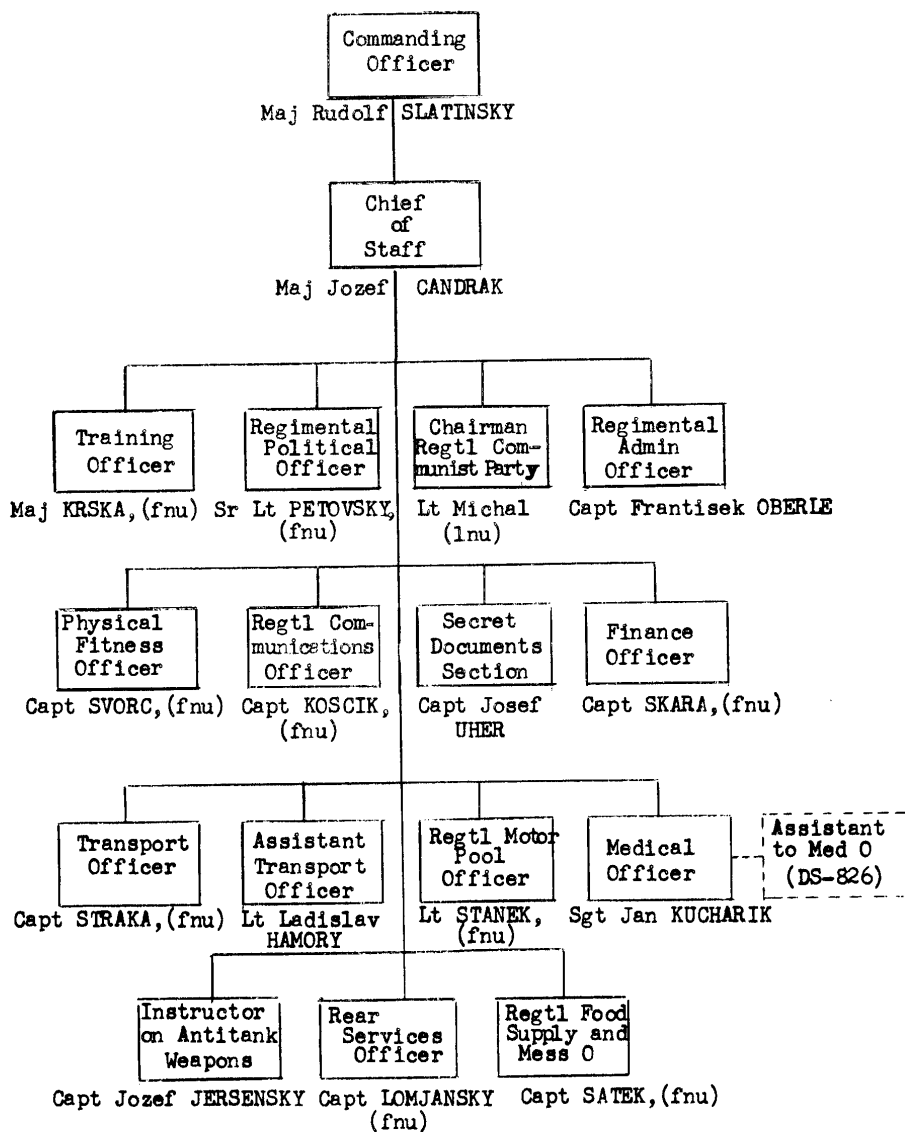 Commanding
Officer
Maj Rudolf SLATINSKY
Chief
of
Staff
Maj Jozef CANDRAK
Training
Officer
Maj KRSKA, (fnu)
Regimental
Political
Officer
Sr Lt PETOVSKY,
(fnu)
Chairman
Regtl Com-
munist Party
Lt Michal
(lnu)
Regimental
Admin
Officer
Capt Frantisek OBERLE
Physical
Fitness
Officer
Capt SVORC, (fnu)
Regtl Com-
munications
Officer
Capt KOSCIK,
(fnu)
Secret
Documents
Section
Capt Josef
UHER
Finance
Officer
Capt SKARA, (fnu)
Transport
Officer
Capt STRAKA, (fnu)
Assistant
Transport
Officer
Lt Ladislav
HAMORY
Regtl Motor
Pool
Officer
Lt STANEK,
(fnu)
Medical
Officer
Sgt Jan KUCHARIK
Assistant
to Med O
(DS-826)
Instructor
on Antitank
Weapons
Capt Jozef JERSENSKY
Rear
Services
Officer
Capt LOMJANSKY
(fnu)
Regtl Food
Supply and
Mess O
Capt SATEK, (fnu)